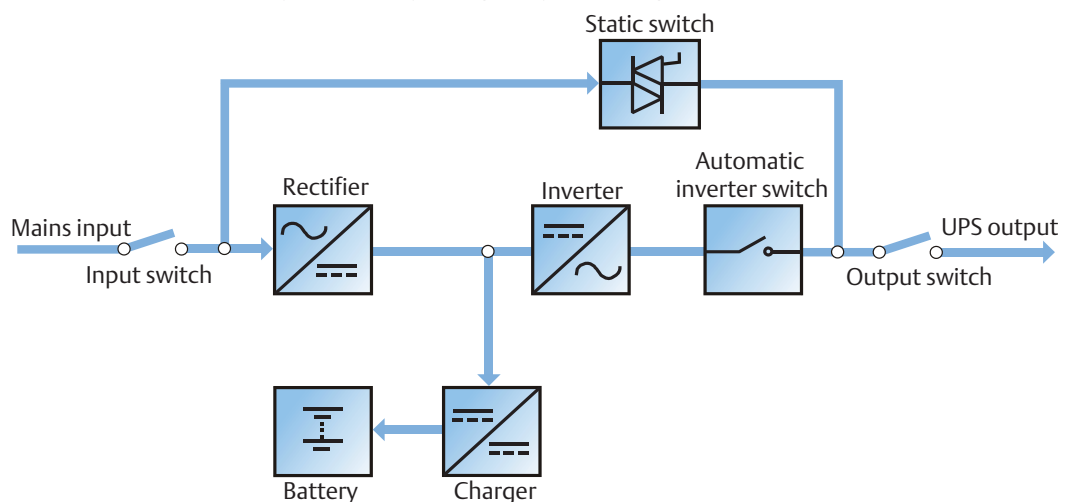 Static switch
Automatic
inverter switch
Rectifier
Inverter
Mains input
UPS output
Input switch
Output switch
Battery
Charger